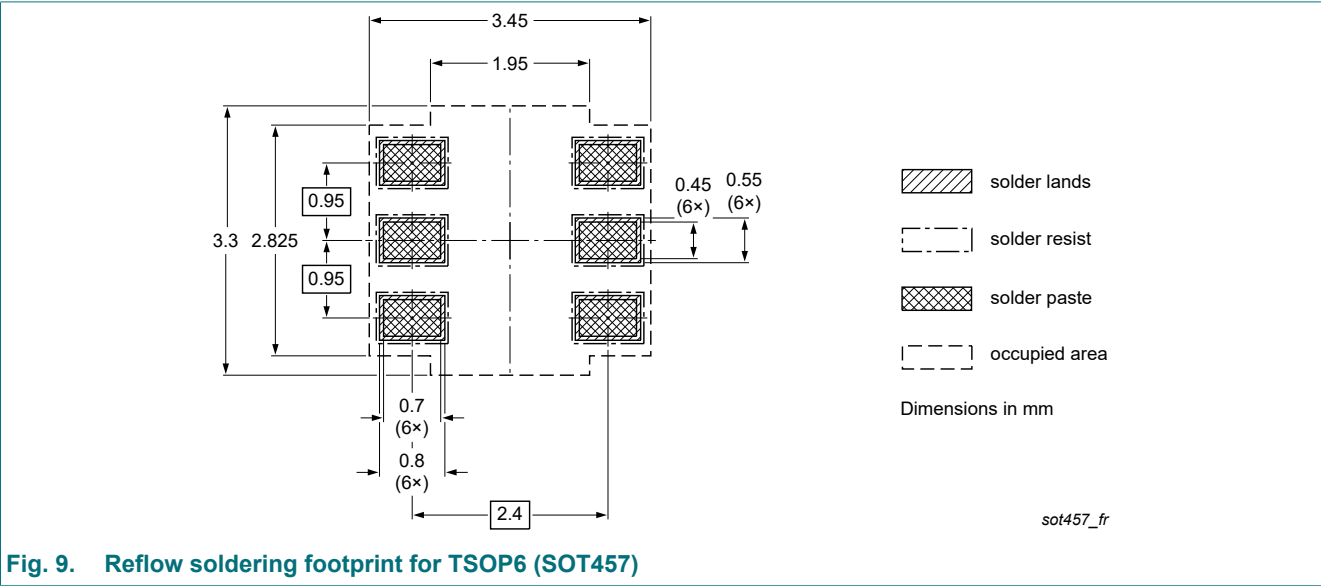 3.45
1.95
0.95
3.3 2.825
0.95
0.45
(6×)
0.55
(6×)
0.7
(6×)
0.8
(6×)
2.4
solder lands
solder resist
solder paste
occupied area
Dimensions in mm
sot457_fr
Fig. 9. Reflow soldering footprint for TSOP6 (SOT457)